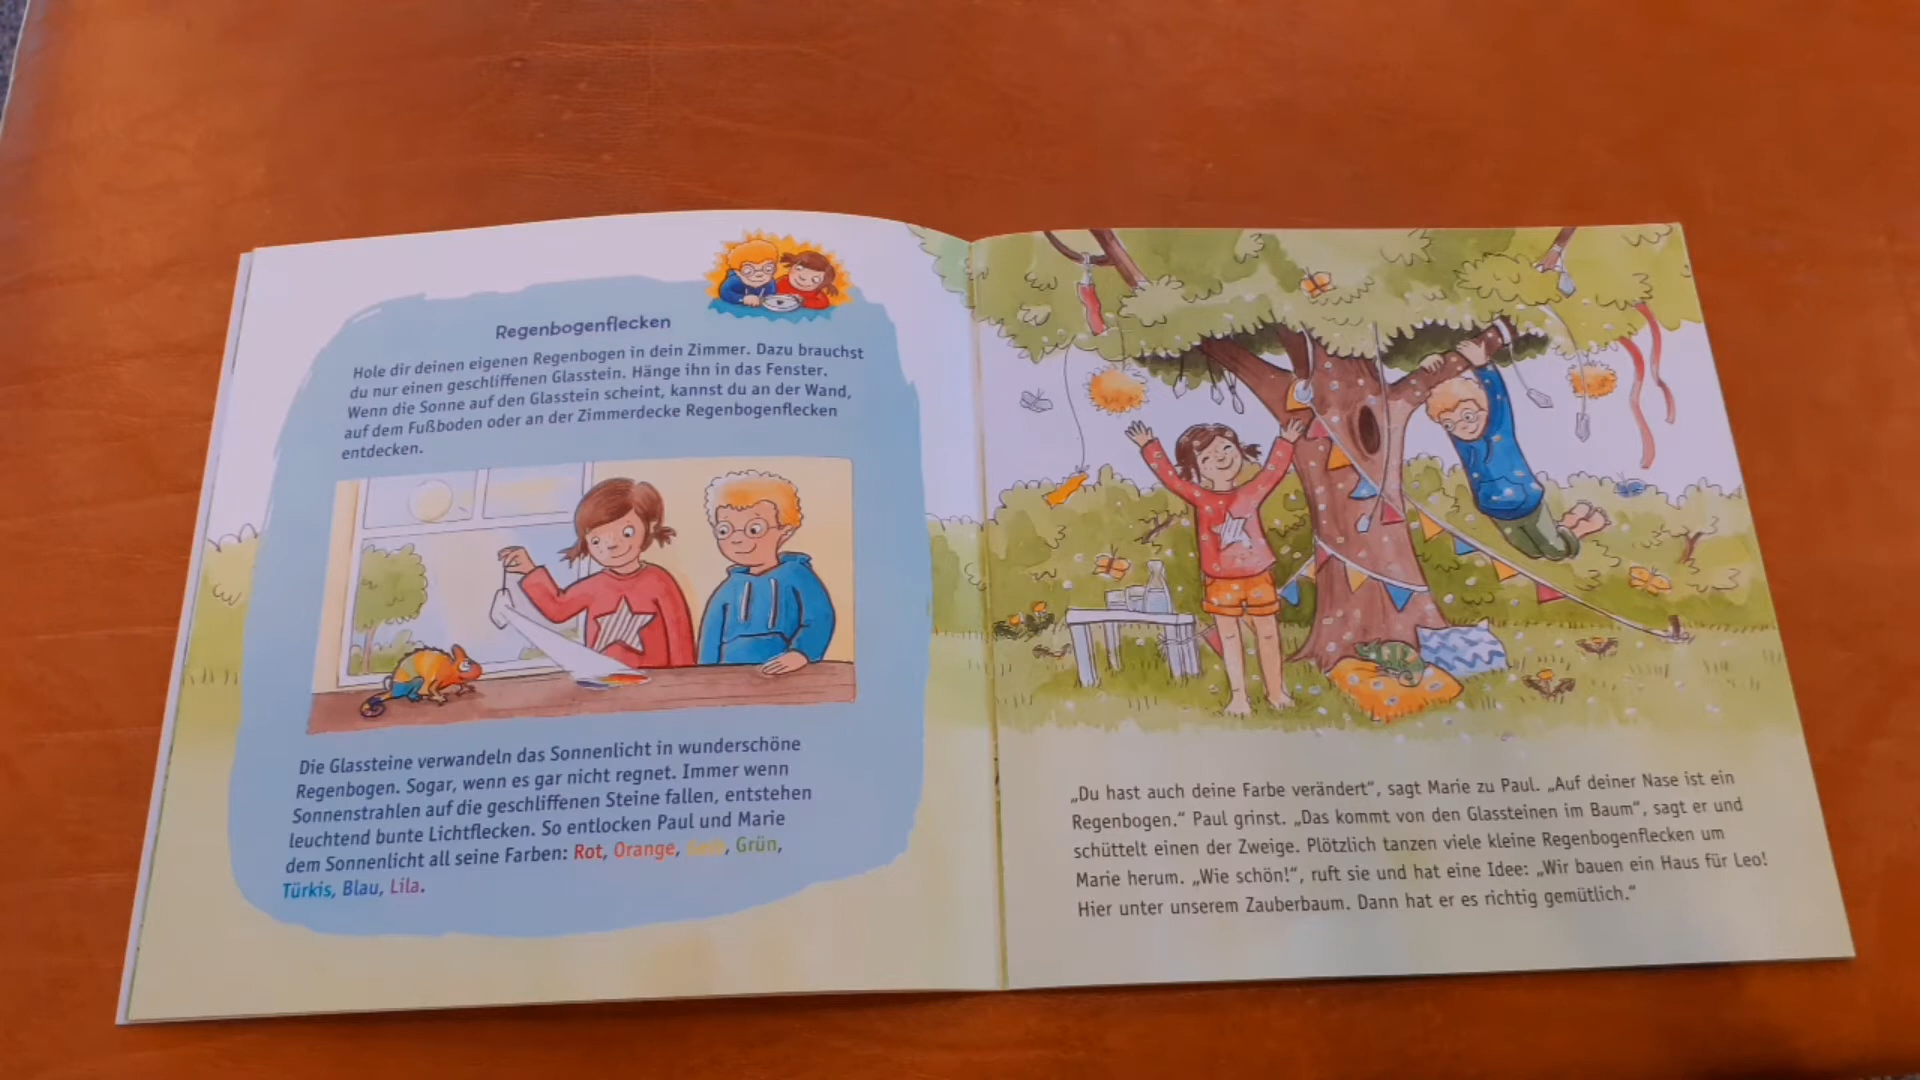 Regenbogenflecken
Hole dir deinen eigenen Regenbogen in dein Zimmer. Dazu brauchst
du nur einen geschliffenen Glasstein. Hänge ihn in das Fenster.
Wenn die Sonne auf den Glasstein scheint, kannst du an der Wand,
auf dem Fußboden oder an der Zimmerdecke Regenbogenflecken
entdecken.
Die Glassteine verwandeln das Sonnenlicht in wunderschöne
Regenbogen. Sogar, wenn es gar nicht regnet. Immer wenn
Sonnenstrahlen auf die geschliffenen Steine fallen, entstehen
leuchtend bunte Lichtflecken. So entlocken Paul und Marie
dem Sonnenlicht all seine Farben: Rot, Orange, Gelb, Grün,
Türkis, Blau, Lila.
„Du hast auch deine Farbe verändert“, sagt Marie zu Paul. „Auf deiner Nase ist ein
Regenbogen.“ Paul grinst. „Das kommt von den Glassteinen im Baum“, sagt er und
schüttelt einen der Zweige. Plötzlich tanzen viele kleine Regenbogenflecken um
Marie herum. „Wie schön!“, ruft sie und hat eine Idee: „Wir bauen ein Haus für Leo!
Hier unter unserem Zauberbaum. Dann hat er es richtig gemütlich.“